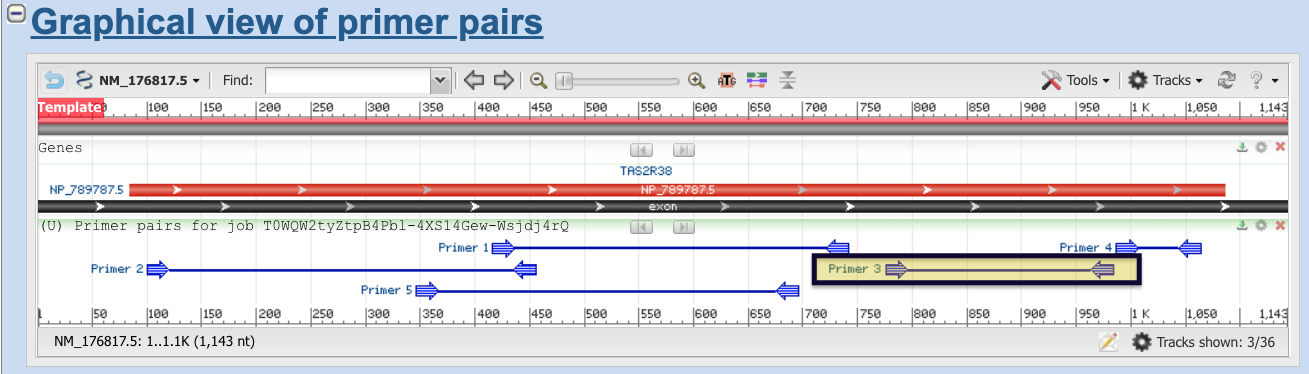 Graphical view of primer pairs
NM_176817.5 Find: ATG Tools Tracks ?
Template 100 150 200 250 300 350 400 450 500 550 600 650 700 750 800 850 900 950 1 K 1,050 1,143
Genes
TAS2R38
NP_789787.5 NP_789787.5
exon
(U) Primer pairs for job T0WQW2tyZtpB4Pbl-4XS14Gew-Wsjdj4rQ
Primer 1 Primer 4
Primer 2 Primer 3
Primer 5
1 50 100 150 200 250 300 350 400 450 500 550 600 650 700 750 800 850 900 950 1 K 1,050 1,143
NM_176817.5: 1..1.1K (1,143 nt) Tracks shown: 3/36